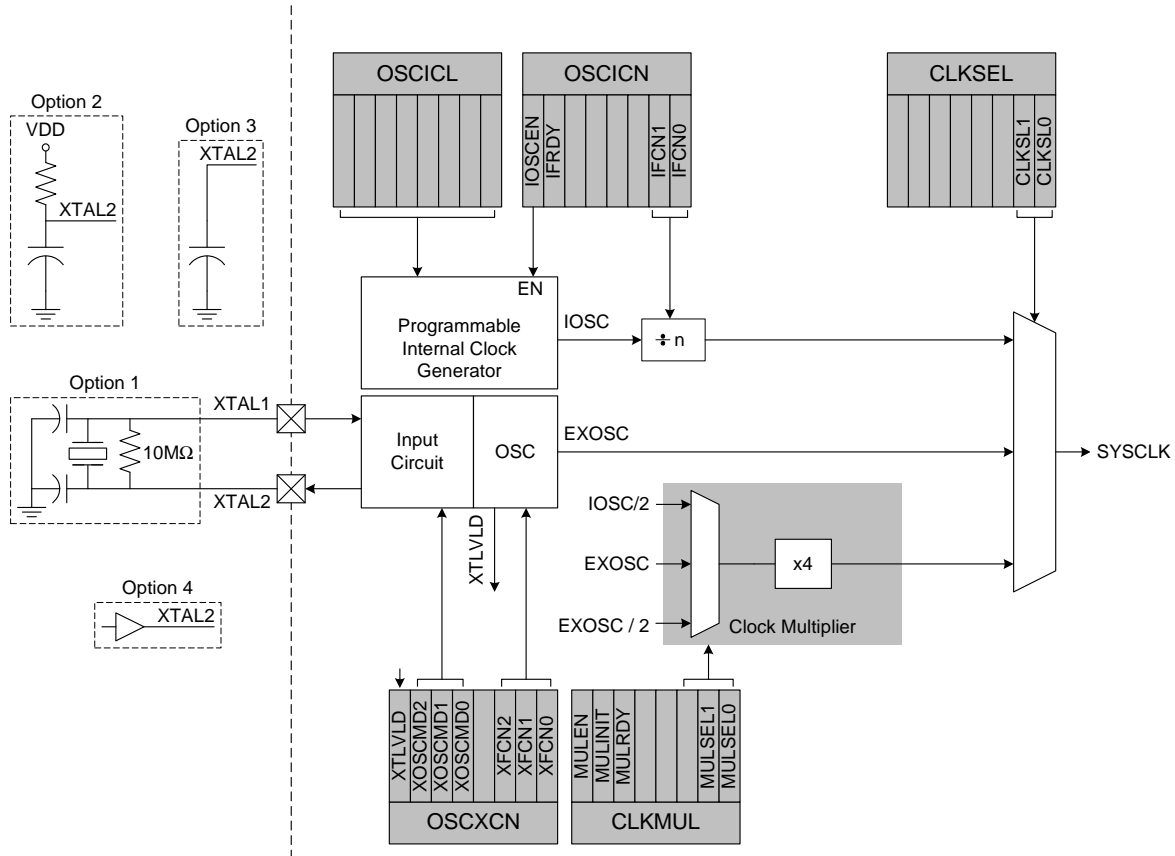 OSCICL
OSCICN
CLKSEL
IOSCEN
IFRDY
IFCN1
IFCN0
CLKSL1
CLKSL0
Option 2
VDD
XTAL2
Option 3
XTAL2
EN
Programmable
Internal Clock
Generator
IOSC
÷ n
Option 1
10MΩ
XTAL1
XTAL2
Input
Circuit
OSC
EXOSC
SYSCLK
XTLVLD
IOSC/2
EXOSC
EXOSC / 2
x4
Clock Multiplier
Option 4
XTAL2
XTLVLD
XOSCMD2
XOSCMD1
XOSCMD0
XFCN2
XFCN1
XFCN0
OSCXCN
MULEN
MULINIT
MULRDY
MULSEL1
MULSEL0
CLKMUL